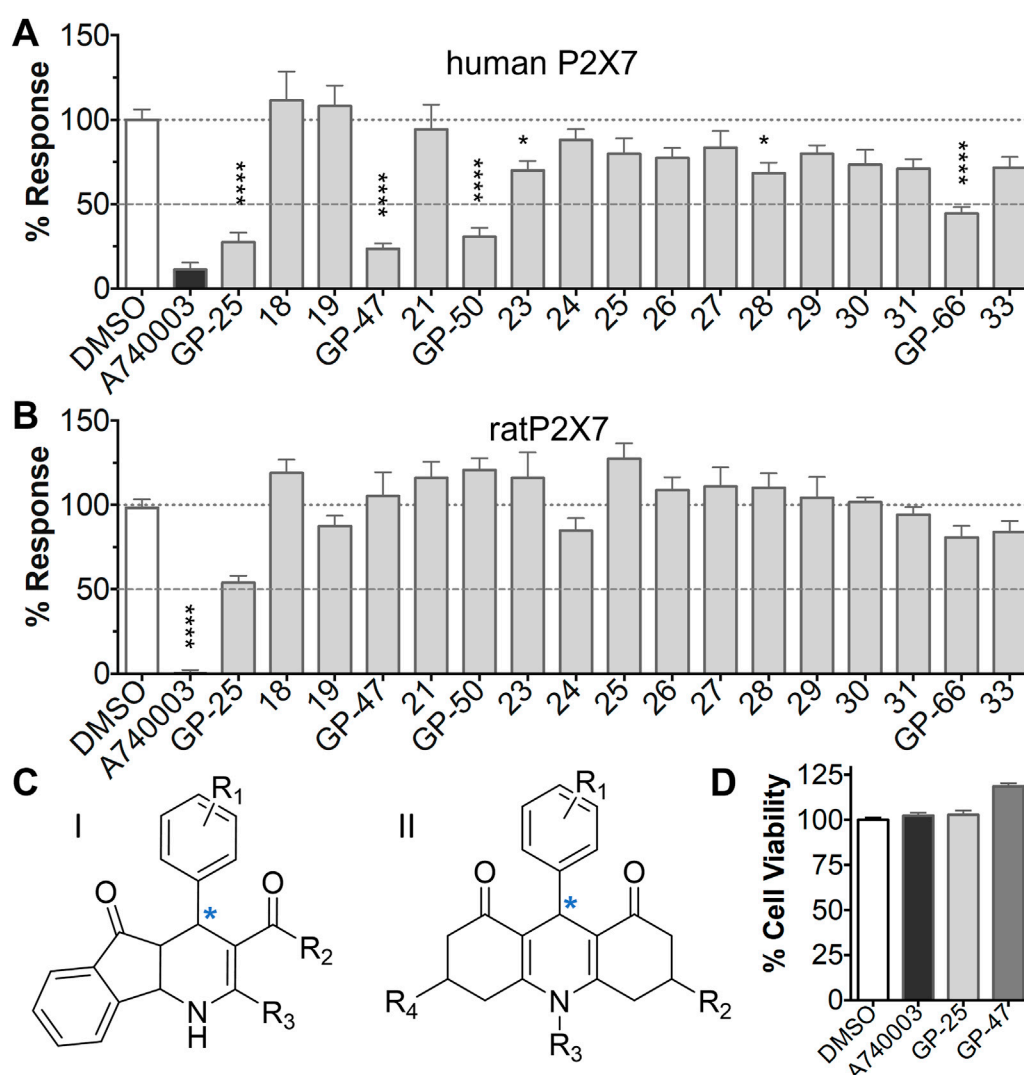 A
human P2X7
% Response
150
100
50
0
**** **** **** * * ****
DMSO A740003 GP-25 18 19 GP-47 21 GP-50 23 24 25 26 27 28 29 30 31 GP-66 33
B
ratP2X7
% Response
150
100
50
0
****
DMSO A740003 GP-25 18 19 GP-47 21 GP-50 23 24 25 26 27 28 29 30 31 GP-66 33
C
I
R1
O
O
*
R2
R3
N
H
II
R1
O
O
*
R4
R2
N
R3
D
% Cell Viability
125
100
75
50
25
0
DMSO A740003 GP-25 GP-47